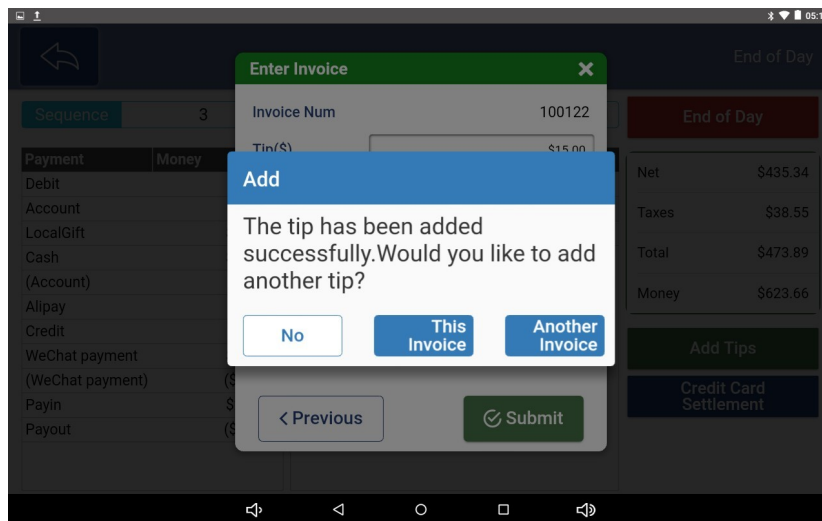 05:1
End of Day
Enter Invoice
Sequence 3
Invoice Num 100122
End of Day
Tip($) $15.00
Payment Money
Debit
Account
LocalGift
Cash
(Account)
Alipay
Credit
WeChat payment
(WeChat payment) ($
Payin $
Payout ($
Add
The tip has been added
successfully.Would you like to add
another tip?
No
This
Invoice
Another
Invoice
Previous
Submit
Net $435.34
Taxes $38.55
Total $473.89
Money $623.66
Add Tips
Credit Card
Settlement